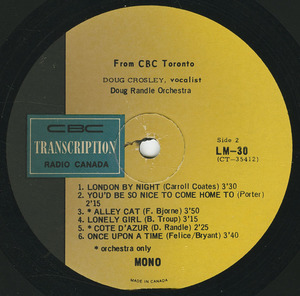 From CBC Toronto
DOUG CROSLEY, vocalist
Doug Randle Orchestra
CBC
TRANSCRIPTION
RADIO CANADA
Side 2
LM-30
(CT-35412)
1. LONDON BY NIGHT (Carroll Coates) 3'30
2. YOU'D BE SO NICE TO COME HOME TO (Porter)
2'15
3. * ALLEY CAT (F. Bjorne) 3'50
4. LONELY GIRL (B. Troup) 3'15
5. * COTE D'AZUR (D. Randle) 2'25
6. ONCE UPON A TIME (Felice/Bryant) 3'40
* orchestra only
MONO
MADE IN CANADA